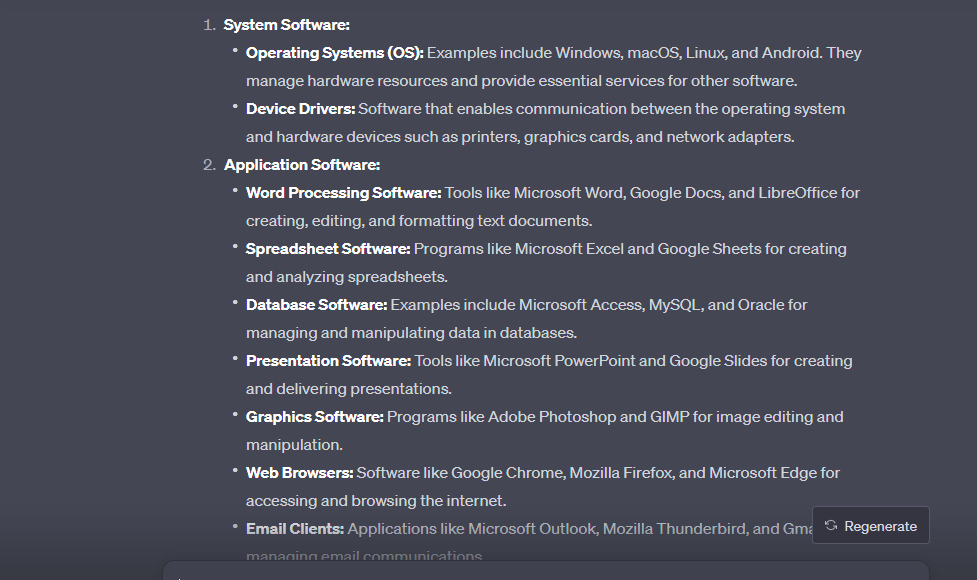 1. System Software:
• Operating Systems (OS): Examples include Windows, macOS, Linux, and Android. They
manage hardware resources and provide essential services for other software.
• Device Drivers: Software that enables communication between the operating system
and hardware devices such as printers, graphics cards, and network adapters.
2. Application Software:
• Word Processing Software: Tools like Microsoft Word, Google Docs, and LibreOffice for
creating, editing, and formatting text documents.
• Spreadsheet Software: Programs like Microsoft Excel and Google Sheets for creating
and analyzing spreadsheets.
• Database Software: Examples include Microsoft Access, MySQL, and Oracle for
managing and manipulating data in databases.
• Presentation Software: Tools like Microsoft PowerPoint and Google Slides for creating
and delivering presentations.
• Graphics Software: Programs like Adobe Photoshop and GIMP for image editing and
manipulation.
• Web Browsers: Software like Google Chrome, Mozilla Firefox, and Microsoft Edge for
accessing and browsing the internet.
• Email Clients: Applications like Microsoft Outlook, Mozilla Thunderbird, and
Regenerate
managing email communications